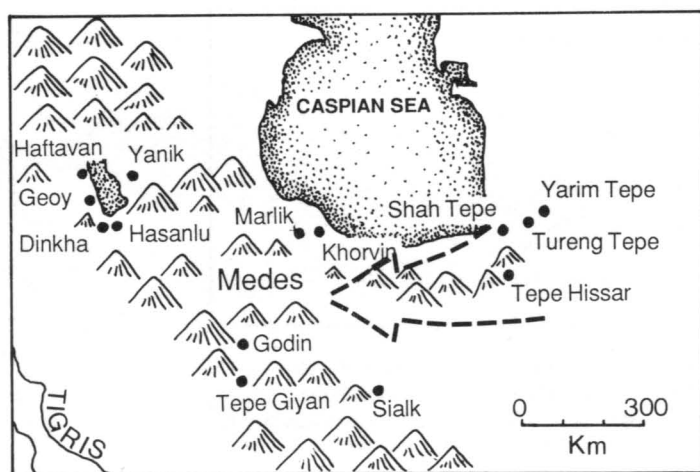 CASPIAN SEA
Haftavan
Yanik
Geoy
Yarim Tepe
Shah Tepe
Marlik
Dinkha
Hasanlu
Tureng Tepe
Khorvin
Medes
Tepe Hissar
Godin
Tepe Giyan
Sialk
TIGRIS
0 300
Km